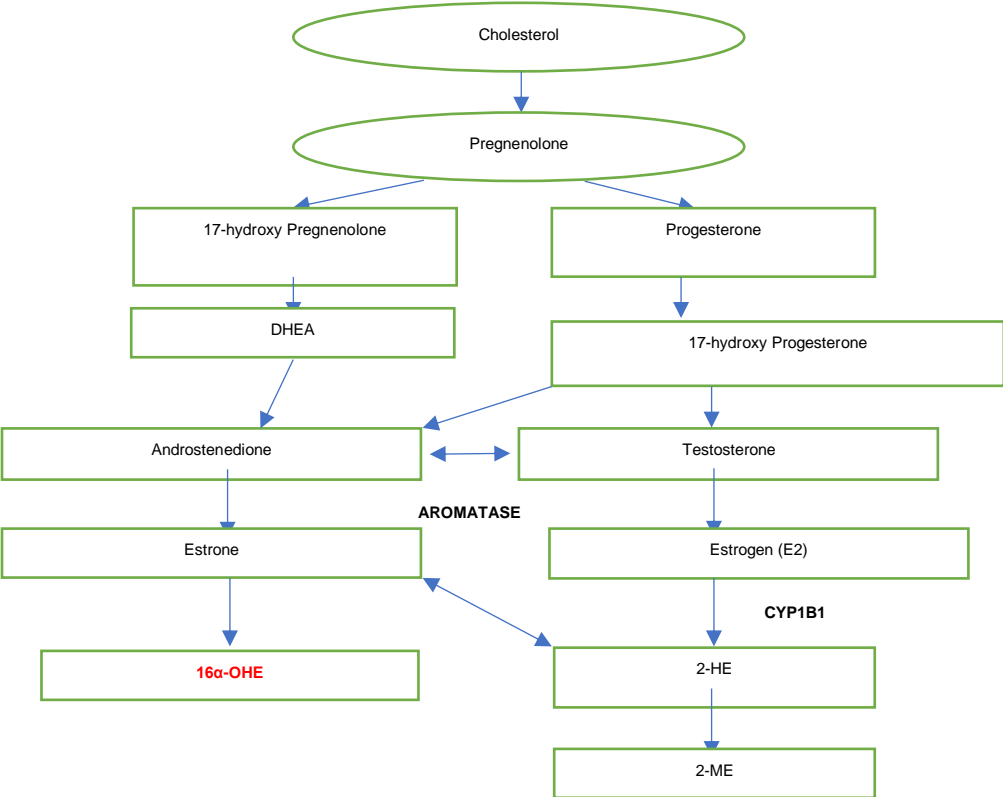 Cholesterol
Pregnenolone
17-hydroxy Pregnenolone
Progesterone
DHEA
17-hydroxy Progesterone
Androstenedione
Testosterone
AROMATASE
Estrone
Estrogen (E2)
CYP1B1
16α-OHE
2-HE
2-ME